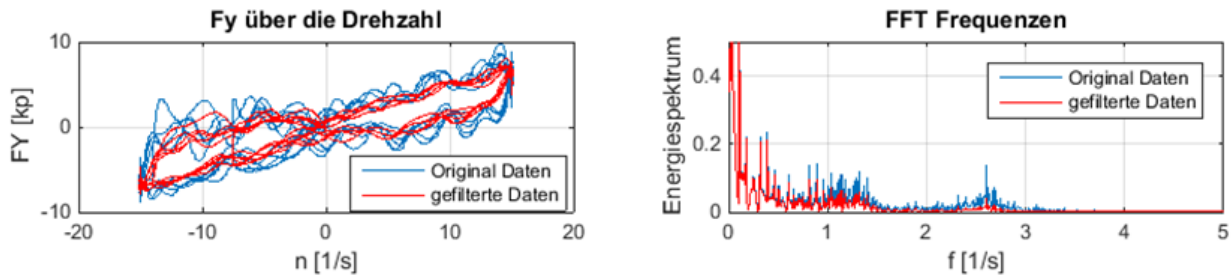 Fy über die Drehzahl
10
0
-10
FY [kp]
-20
-10
0
10
20
n [1/s]
Original Daten
gefilterte Daten
FFT Frequenzen
0.4
0.2
0
Energiespektrum
0
1
2
3
4
5
f [1/s]
Original Daten
gefilterte Daten